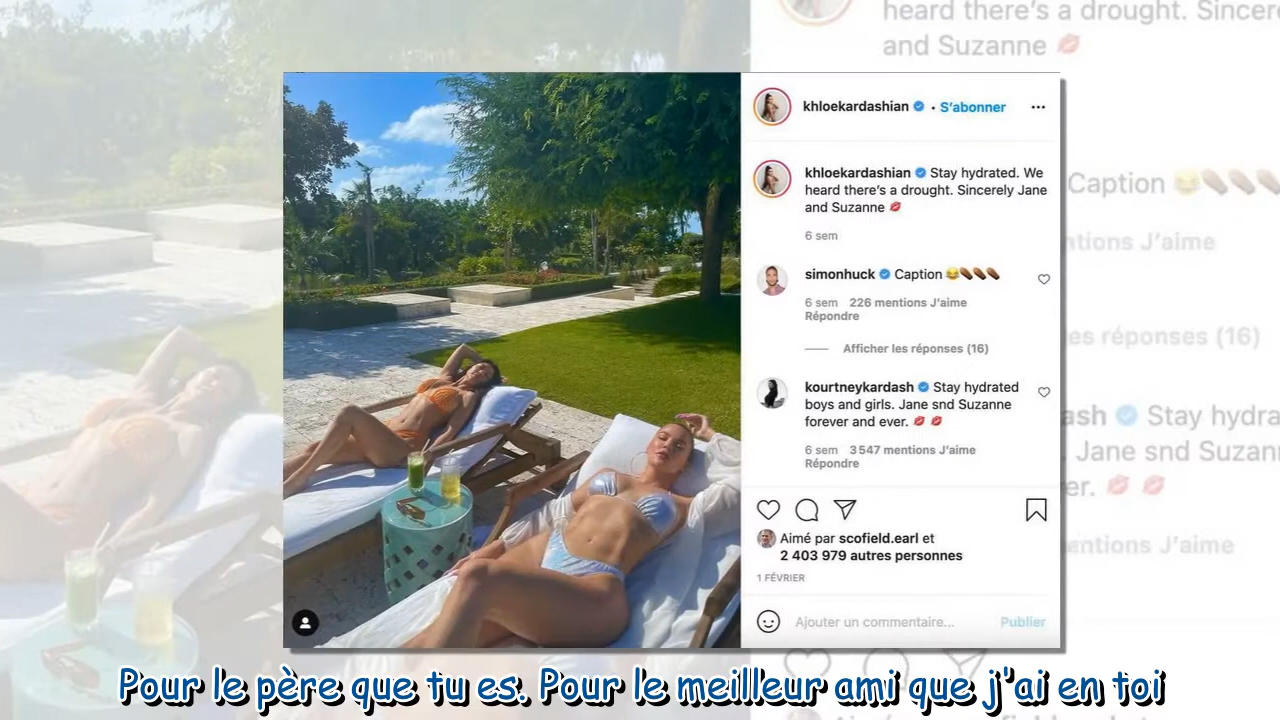 heard there's a drought. Sincere
and Suzanne 💋
khloekardashian • S'abonner •••
khloekardashian Stay hydrated. We
heard there's a drought. Sincerely Jane
and Suzanne 💋
6 sem
simonhuck Caption 😂⚰️⚰️⚰️
6 sem 226 mentions J'aime
Répondre
Afficher les réponses (16)
kourtneykardash Stay hydrated
boys and girls. Jane snd Suzanne
forever and ever. 💋 💋
6 sem 3 547 mentions J'aime
Répondre
Aimé par scofield.earl et
2 403 979 autres personnes
1 FÉVRIER
Ajouter un commentaire... Publier
Caption 😂⚰️⚰️⚰️
ntions J'aime
es réponses (16)
ash Stay hydra
Jane snd Suzan
er. 💋 💋
entions J'aime
Pour le père que tu es. Pour le meilleur ami que j'ai en toi